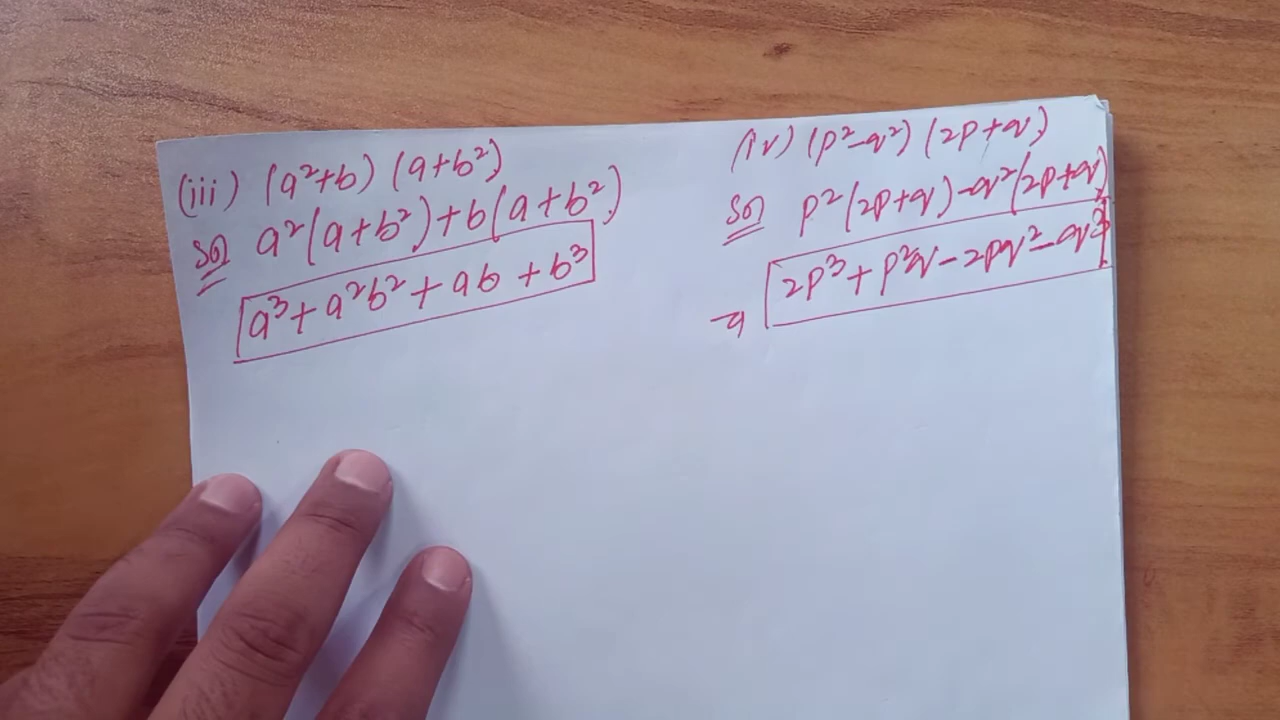 (iii) (a²+b) (a+b²)
Sol a²(a+b²)+b(a+b²)
a³+a²b²+ab+b³
(iv) (p²-q²) (2p+q)
Sol p²(2p+q)-q²(2p+q)
2p³+p²q-2pq²-q³